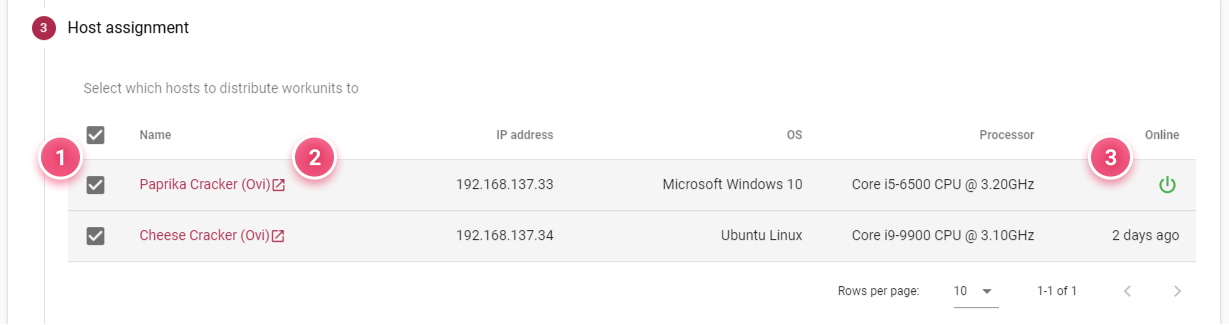 3 Host assignment
Select which hosts to distribute workunits to
Name IP address OS Processor Online
1 2 3
Paprika Cracker (Ovi) 192.168.137.33 Microsoft Windows 10 Core i5-6500 CPU @ 3.20GHz
Cheese Cracker (Ovi) 192.168.137.34 Ubuntu Linux Core i9-9900 CPU @ 3.10GHz 2 days ago
Rows per page: 10 1-1 of 1